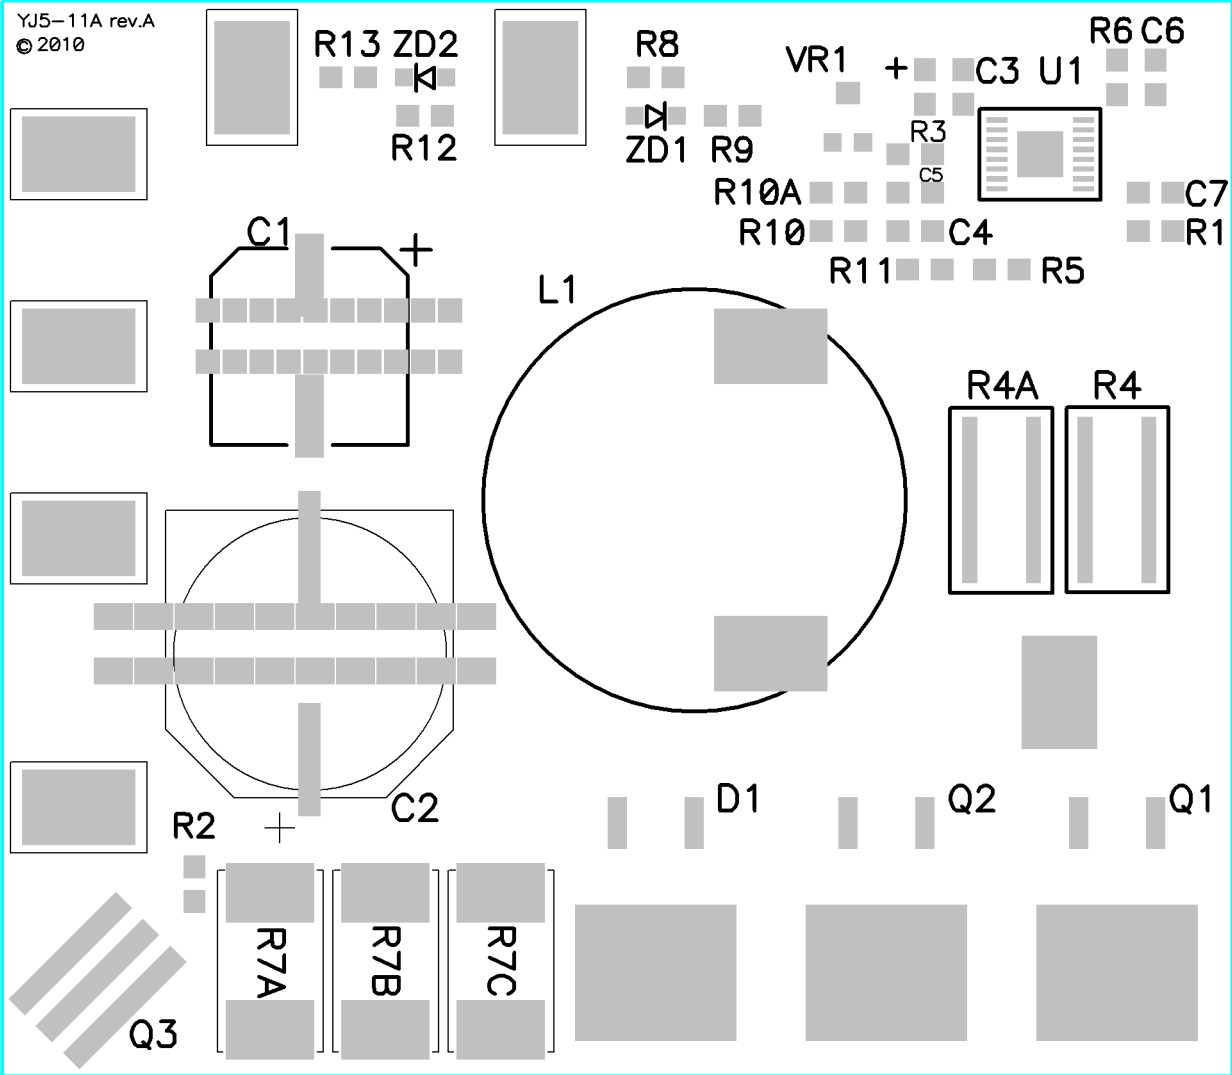 YJ5-11A rev.A
© 2010
R13 ZD2
R12
R8
ZD1 R9
VR1
+ C3 U1
R6 C6
R3
C5
R10A
R10
C4
C7
R1
R11 R5
C1 +
L1
R4A R4
C2
+
R2
D1 Q2 Q1
R7A R7B R7C
Q3